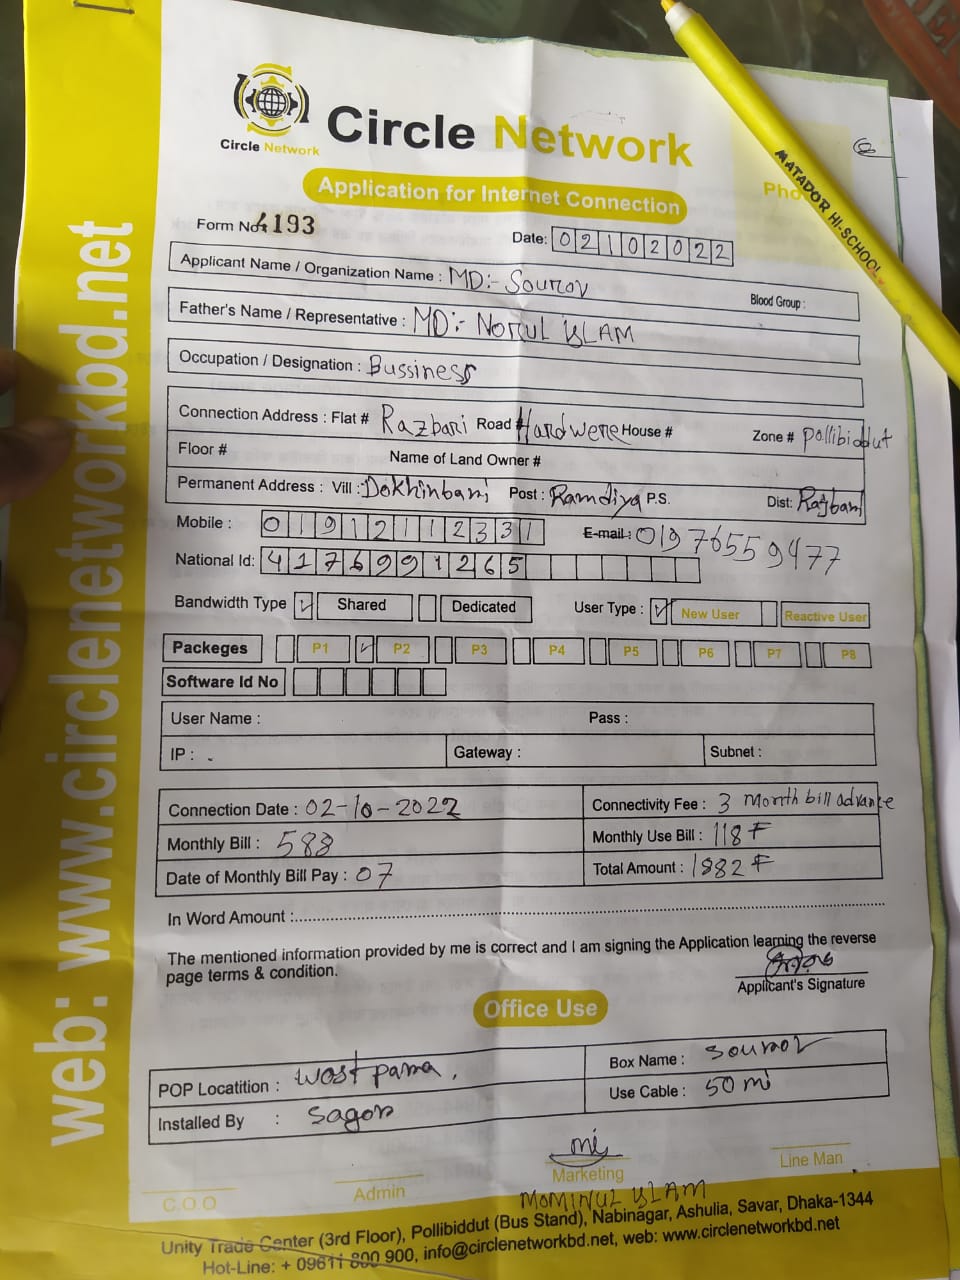 Circle Network
Circle Network
Application for Internet Connection
Pho
MATADOR HI-SCHOOL
Form No: 4193
Date: 02102022
Applicant Name / Organization Name : MD:- Sourov
Blood Group :
Father's Name / Representative : MD:- NORUL ISLAM
Occupation / Designation : Bussiness
Connection Address : Flat # Razbari Road # Hardwere House # Zone # pollibiddut
Floor # Name of Land Owner #
Permanent Address : Vill : Dokhinbari Post : Ramdiya P.S. Dist: Rajbari
Mobile : 01912112331 E-mail : 01976559477
National Id: 4176991265
Bandwidth Type Shared Dedicated User Type : New User Reactive User
Packeges P1 P2 P3 P4 P5 P6 P7 P8
Software Id No
User Name : Pass :
IP : Gateway : Subnet :
Connection Date : 02-10-2022 Connectivity Fee : 3 month bill advance
Monthly Bill : 588 Monthly Use Bill : 118
Date of Monthly Bill Pay : 07 Total Amount : 1882
In Word Amount :
The mentioned information provided by me is correct and I am signing the Application learning the reverse
page terms & condition.
Applicant's Signature
Office Use
POP Locatition : West para, Box Name : sourov
Installed By : Sagor Use Cable : 50 mi
mi
C.O.O Admin Marketing Line Man
MOMINUL ISLAM
Unity Trade Center (3rd Floor), Pollibiddut (Bus Stand), Nabinagar, Ashulia, Savar, Dhaka-1344
Hot-Line: + 09611 800 900, info@circlenetworkbd.net, web: www.circlenetworkbd.net
web: www.circlenetworkbd.net